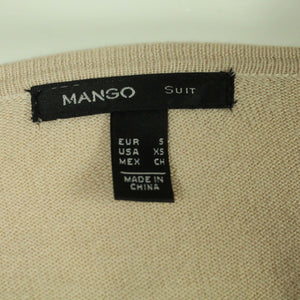 MANGO SUIT
EUR S
USA XS
MEX CH
MADE IN
CHINA